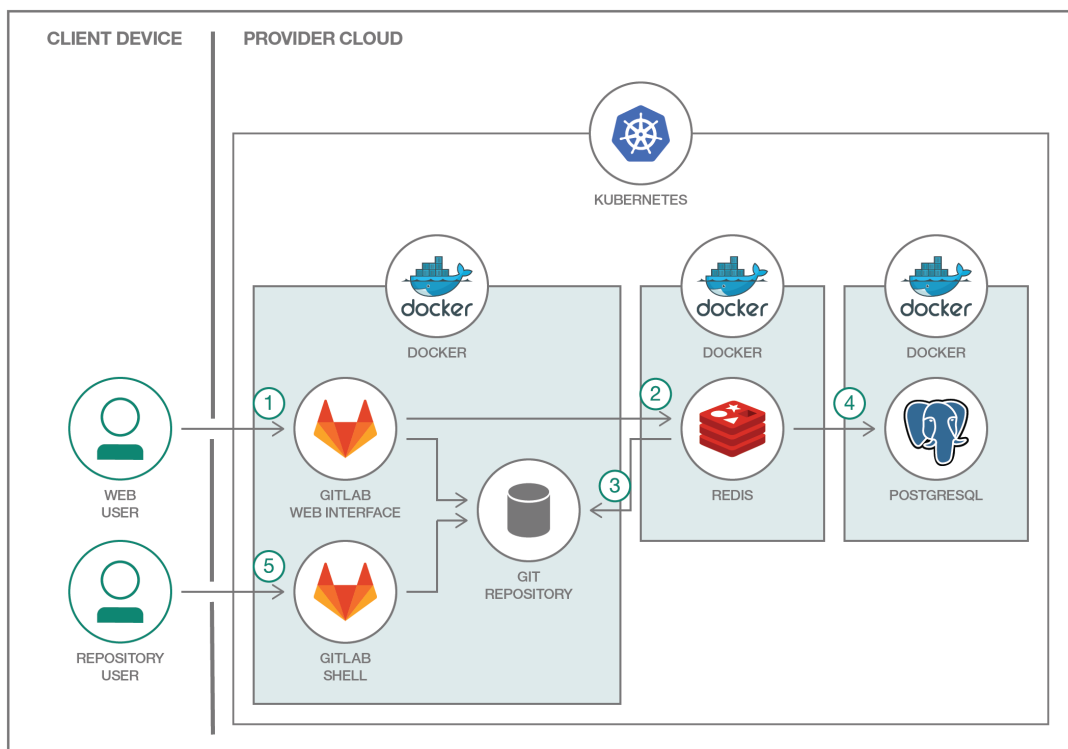 CLIENT DEVICE
PROVIDER CLOUD
KUBERNETES
docker
DOCKER
docker
DOCKER
docker
DOCKER
1
2
4
WEB
USER
GITLAB
WEB INTERFACE
REDIS
POSTGRESQL
3
5
GIT
REPOSITORY
REPOSITORY
USER
GITLAB
SHELL